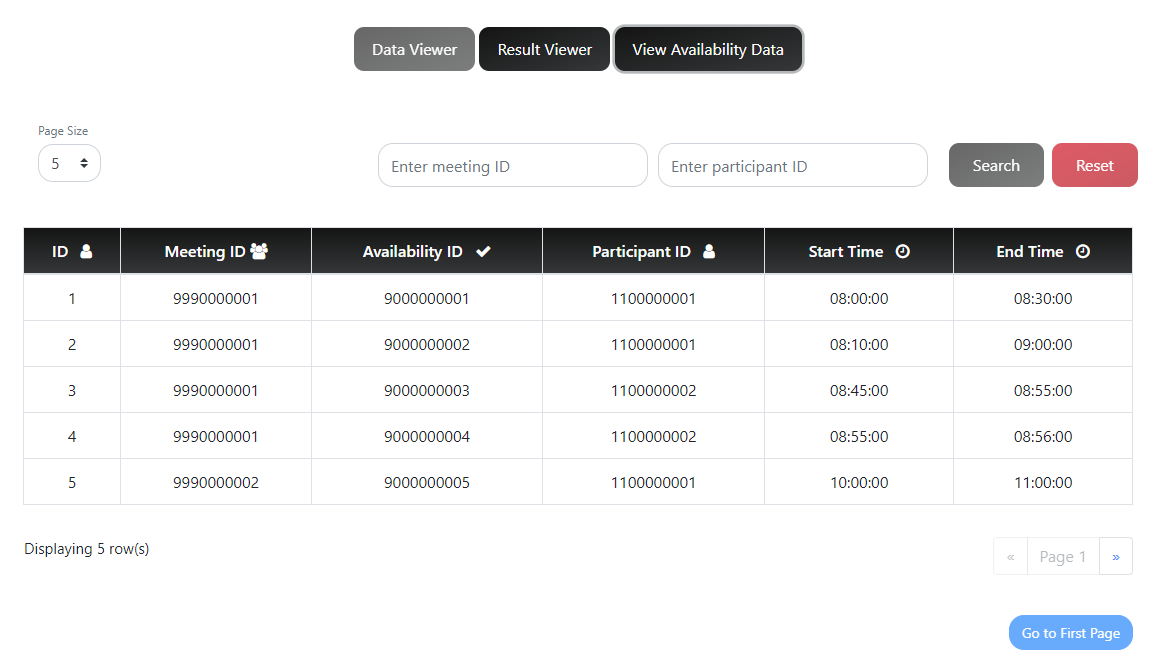 Data Viewer Result Viewer View Availability Data
Page Size
5 Enter meeting ID Enter participant ID Search Reset
ID Meeting ID Availability ID Participant ID Start Time End Time
1 9990000001 9000000001 1100000001 08:00:00 08:30:00
2 9990000001 9000000002 1100000001 08:10:00 09:00:00
3 9990000001 9000000003 1100000002 08:45:00 08:55:00
4 9990000001 9000000004 1100000002 08:55:00 08:56:00
5 9990000002 9000000005 1100000001 10:00:00 11:00:00
Displaying 5 row(s) « Page 1 »
Go to First Page